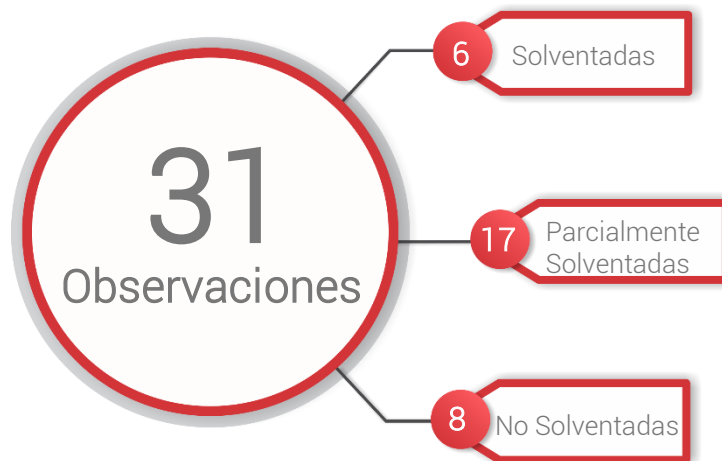 31
Observaciones
6
Solventadas
17
Parcialmente
Solventadas
8
No Solventadas